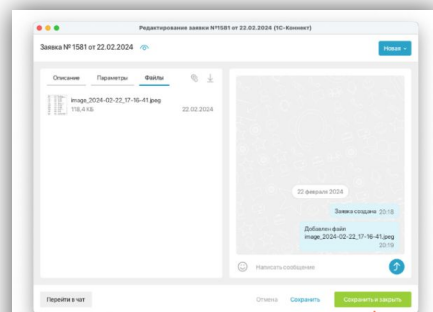 Редактирование заявки №1581 от 22.02.2024 (1С-Коннект)
Заявка № 1581 от 22.02.2024
Новая
Описание Параметры Файлы
image_2024-02-22_17-16-41.jpeg
118,4 КБ 22.02.2024
22 февраля 2024
Заявка создана 20:18
Добавлен файл
image_2024-02-22_17-16-41.jpeg
20:18
Написать сообщение
Перейти в чат
Отмена Сохранить Сохранить и закрыть